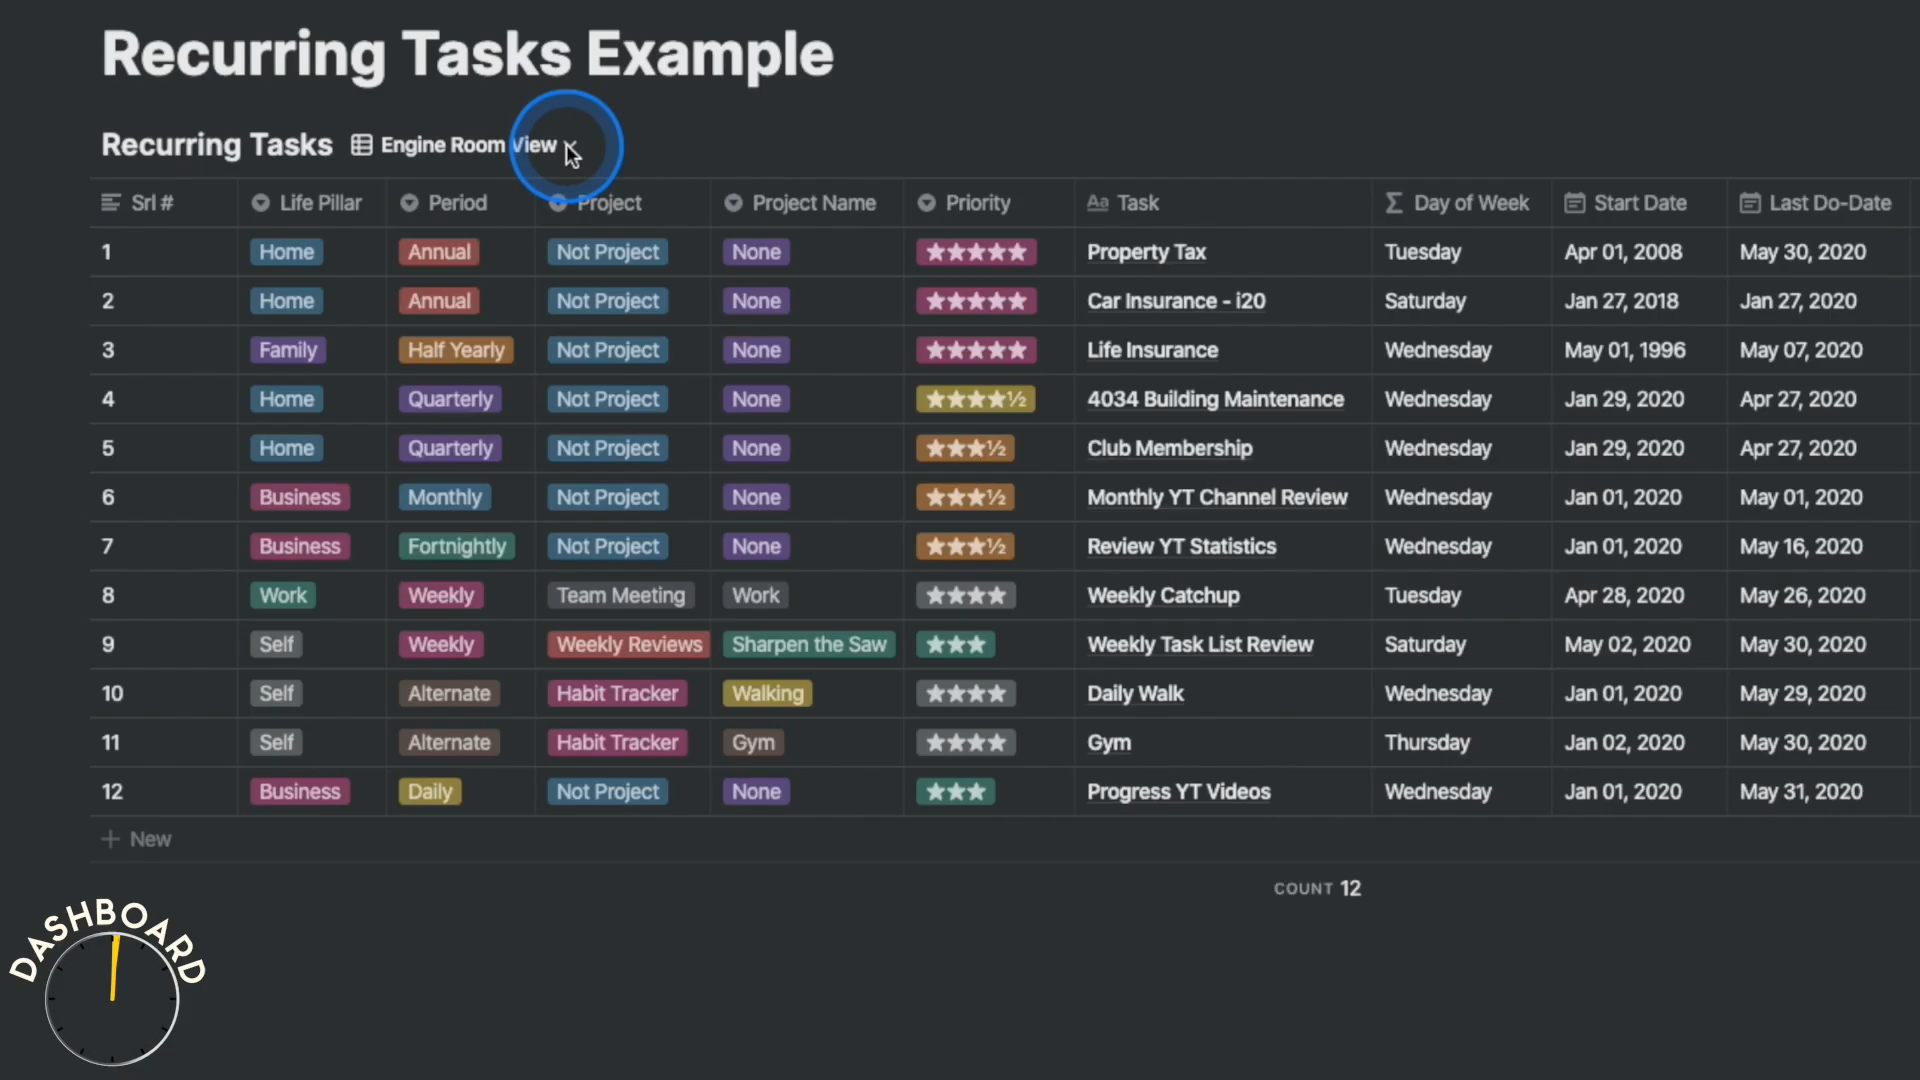 Recurring Tasks Example
Recurring Tasks Engine Room View
Srl # Life Pillar Period Project Project Name Priority Aa Task Σ Day of Week Start Date Last Do-Date
1 Home Annual Not Project None ★★★★★ Property Tax Tuesday Apr 01, 2008 May 30, 2020
2 Home Annual Not Project None ★★★★★ Car Insurance - i20 Saturday Jan 27, 2018 Jan 27, 2020
3 Family Half Yearly Not Project None ★★★★★ Life Insurance Wednesday May 01, 1996 May 07, 2020
4 Home Quarterly Not Project None ★★★★½ 4034 Building Maintenance Wednesday Jan 29, 2020 Apr 27, 2020
5 Home Quarterly Not Project None ★★★½ Club Membership Wednesday Jan 29, 2020 Apr 27, 2020
6 Business Monthly Not Project None ★★★½ Monthly YT Channel Review Wednesday Jan 01, 2020 May 01, 2020
7 Business Fortnightly Not Project None ★★★½ Review YT Statistics Wednesday Jan 01, 2020 May 16, 2020
8 Work Weekly Team Meeting Work ★★★★ Weekly Catchup Tuesday Apr 28, 2020 May 26, 2020
9 Self Weekly Weekly Reviews Sharpen the Saw ★★★ Weekly Task List Review Saturday May 02, 2020 May 30, 2020
10 Self Alternate Habit Tracker Walking ★★★★ Daily Walk Wednesday Jan 01, 2020 May 29, 2020
11 Self Alternate Habit Tracker Gym ★★★★ Gym Thursday Jan 02, 2020 May 30, 2020
12 Business Daily Not Project None ★★★ Progress YT Videos Wednesday Jan 01, 2020 May 31, 2020
+ New
COUNT 12
DASHBOARD